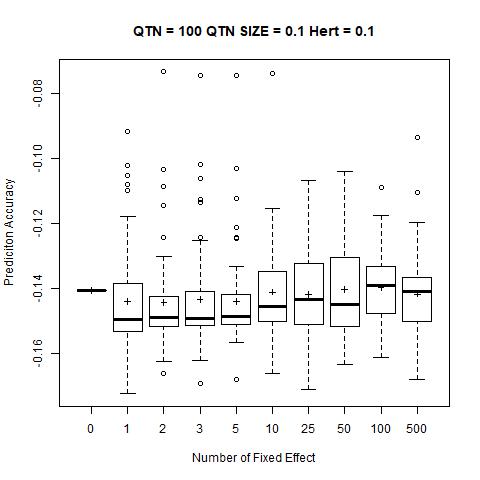 QTN = 100 QTN SIZE = 0.1 Hert = 0.1
Prediciton Accuracy
-0.08
-0.10
-0.12
-0.14
-0.16
0 1 2 3 5 10 25 50 100 500
Number of Fixed Effect